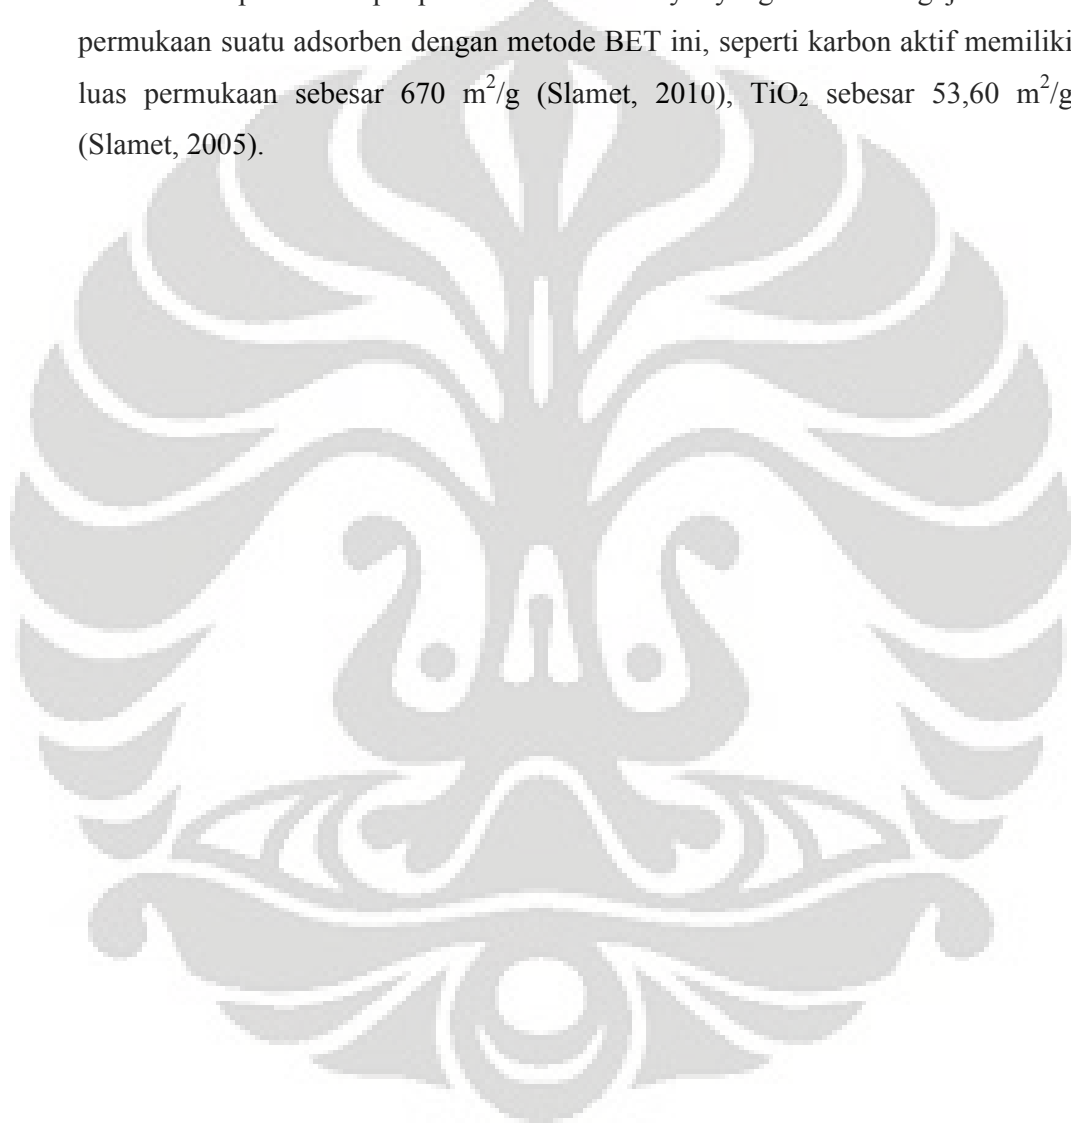 permukaan suatu adsorben dengan metode BET ini, seperti karbon aktif memiliki
luas permukaan sebesar 670 m²/g (Slamet, 2010), TiO₂ sebesar 53,60 m²/g
(Slamet, 2005).